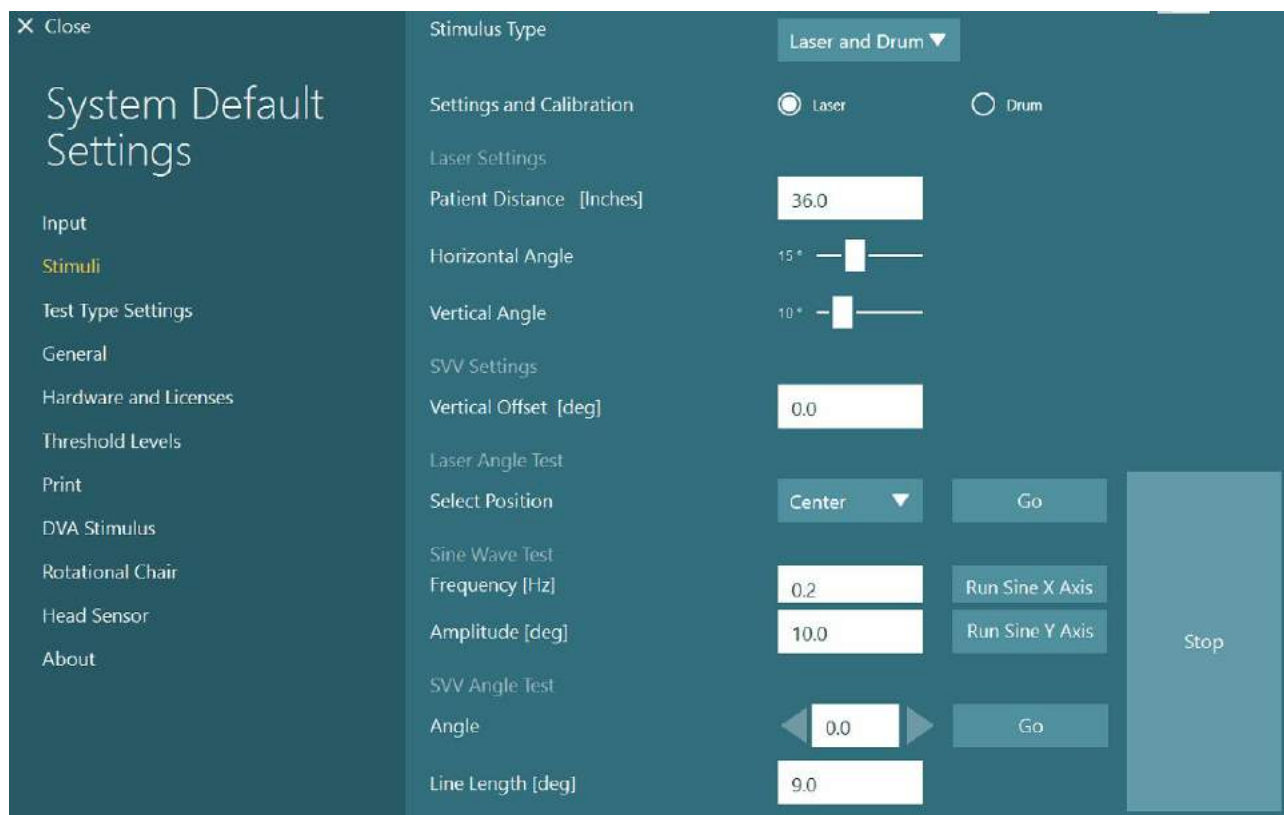 Close
System Default
Settings
Input
Stimuli
Test Type Settings
General
Hardware and Licenses
Threshold Levels
Print
DVA Stimulus
Rotational Chair
Head Sensor
About
Stimulus Type Laser and Drum
Settings and Calibration Laser Drum
Laser Settings
Patient Distance [Inches] 36.0
Horizontal Angle 15°
Vertical Angle 10°
SVV Settings
Vertical Offset [deg] 0.0
Laser Angle Test
Select Position Center Go
Sine Wave Test
Frequency [Hz] 0.2 Run Sine X Axis
Amplitude [deg] 10.0 Run Sine Y Axis
Stop
SVV Angle Test
Angle 0.0 Go
Line Length [deg] 9.0